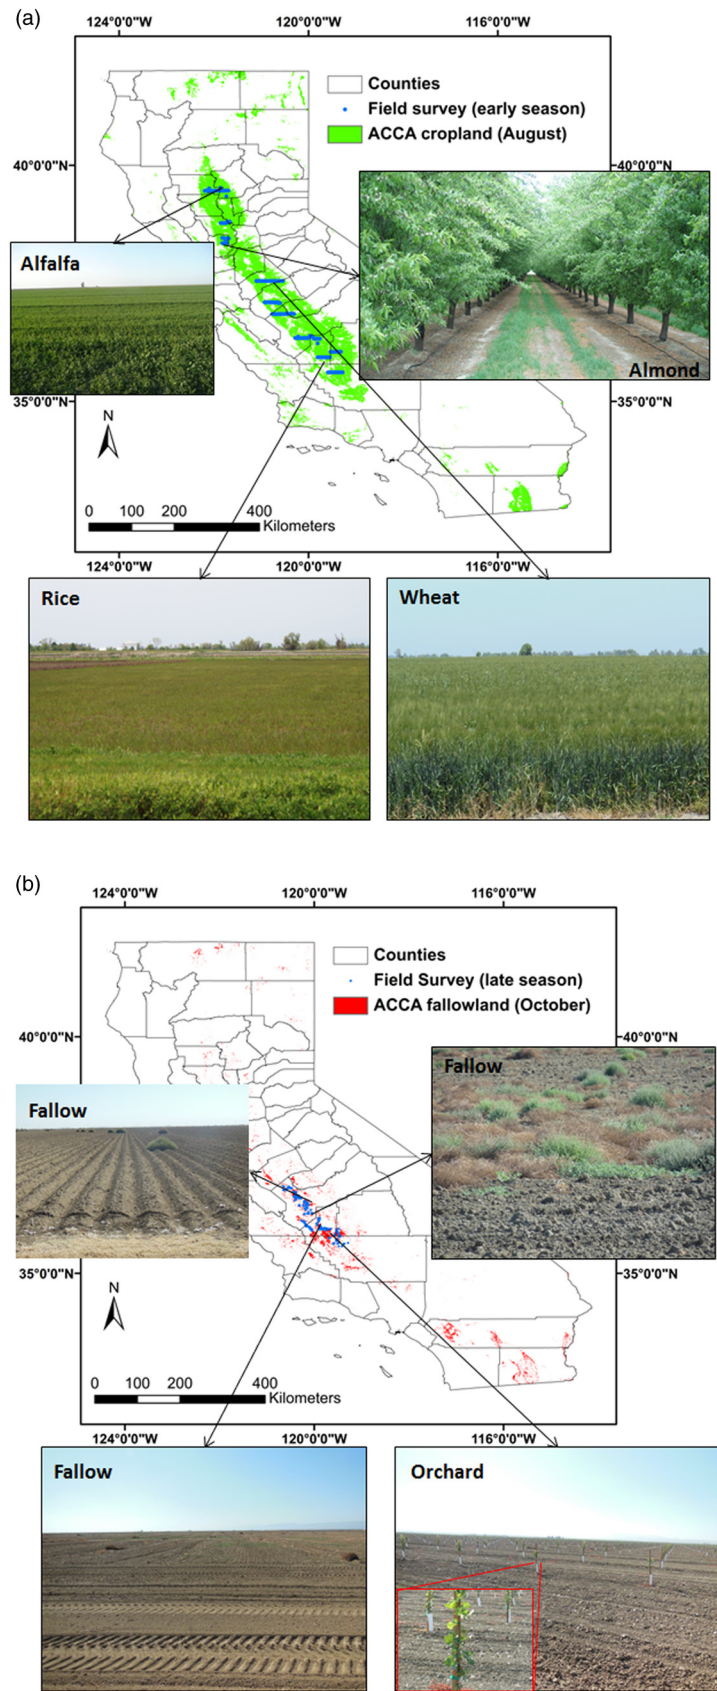 (a)
124°0'0"W 120°0'0"W 116°0'0"W
Counties
Field survey (early season)
ACCA cropland (August)
40°0'0"N
40°0'0"N
Alfalfa
Almond
35°0'0"N
35°0'0"N
N
0 100 200 400
Kilometers
124°0'0"W 120°0'0"W 116°0'0"W
Rice
Wheat
(b)
124°0'0"W 120°0'0"W 116°0'0"W
Counties
Field Survey (late season)
ACCA fallowland (October)
40°0'0"N
40°0'0"N
Fallow
Fallow
35°0'0"N
35°0'0"N
N
0 100 200 400
Kilometers
124°0'0"W 120°0'0"W 116°0'0"W
Fallow
Orchard